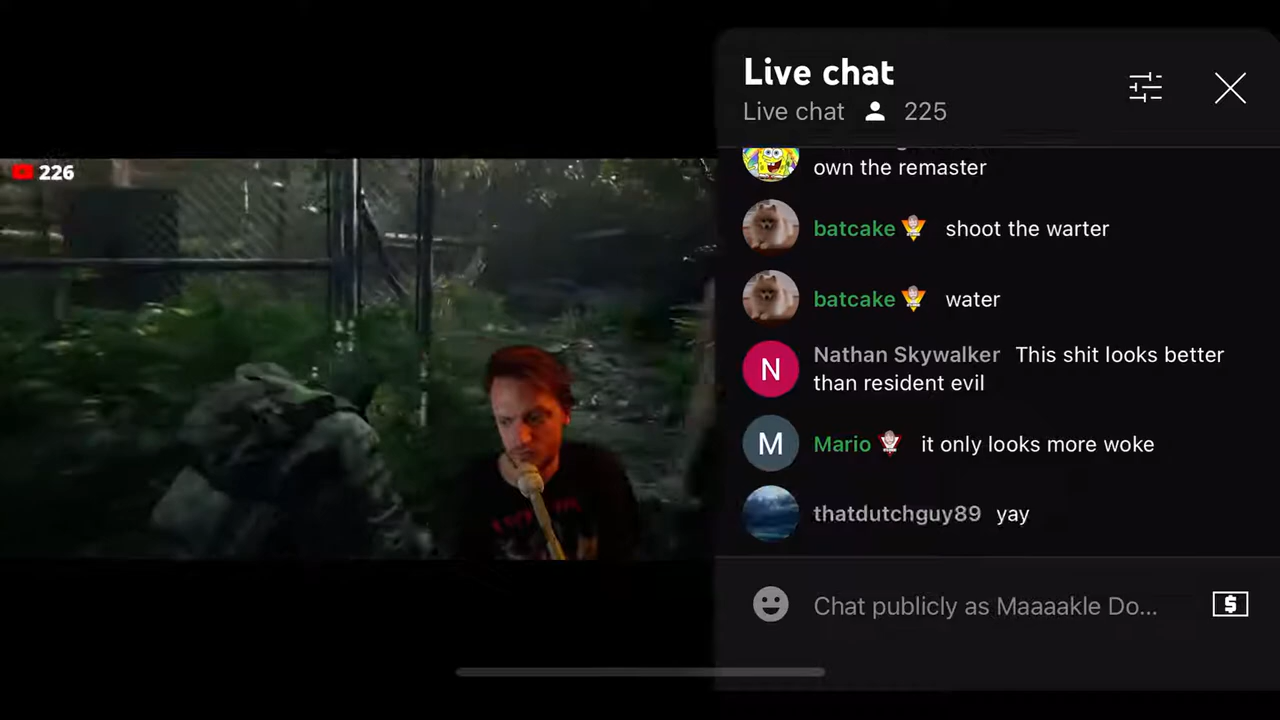 226
Live chat
Live chat 225
own the remaster
batcake shoot the warter
batcake water
N
Nathan Skywalker This shit looks better
than resident evil
M
Mario it only looks more woke
thatdutchguy89 yay
Chat publicly as Maaaakle Do...
$